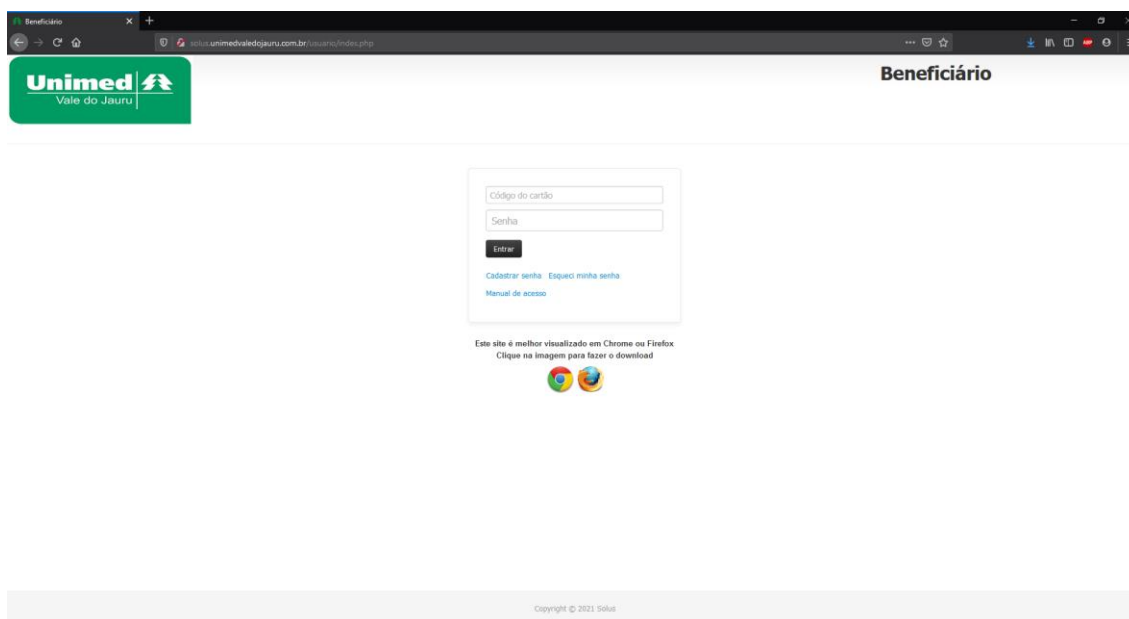 Beneficiário
solus.unimedvaledojauru.com.br/usuario/index.php
Unimed
Vale do Jauru
Beneficiário
Código do cartão
Senha
Entrar
Cadastrar senha Esqueci minha senha
Manual de acesso
Este site é melhor visualizado em Chrome ou Firefox
Clique na imagem para fazer o download
Copyright © 2021 Solus